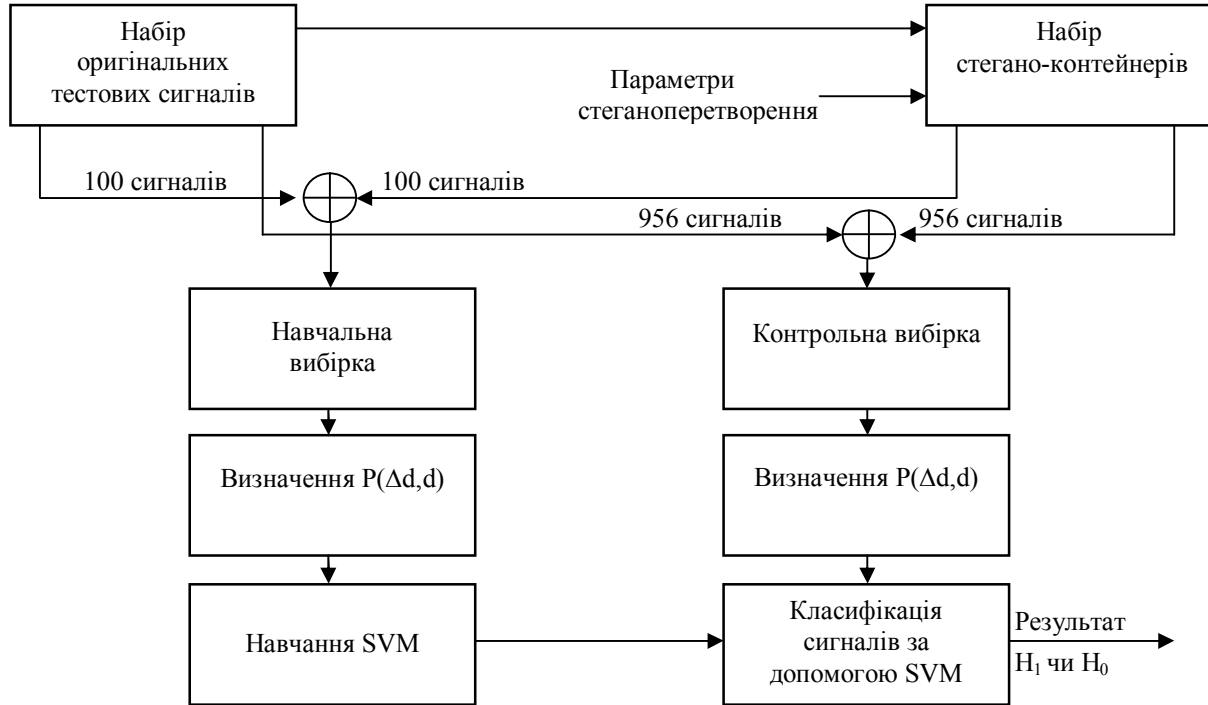 Набір
оригінальних
тестових сигналів
Набір
стегано-контейнерів
Параметри
стеганоперетворення
100 сигналів
100 сигналів
956 сигналів
956 сигналів
Навчальна
вибірка
Контрольна вибірка
Визначення P(Δd,d)
Визначення P(Δd,d)
Навчання SVM
Класифікація
сигналів за
допомогою SVM
Результат
H₁ чи H₀